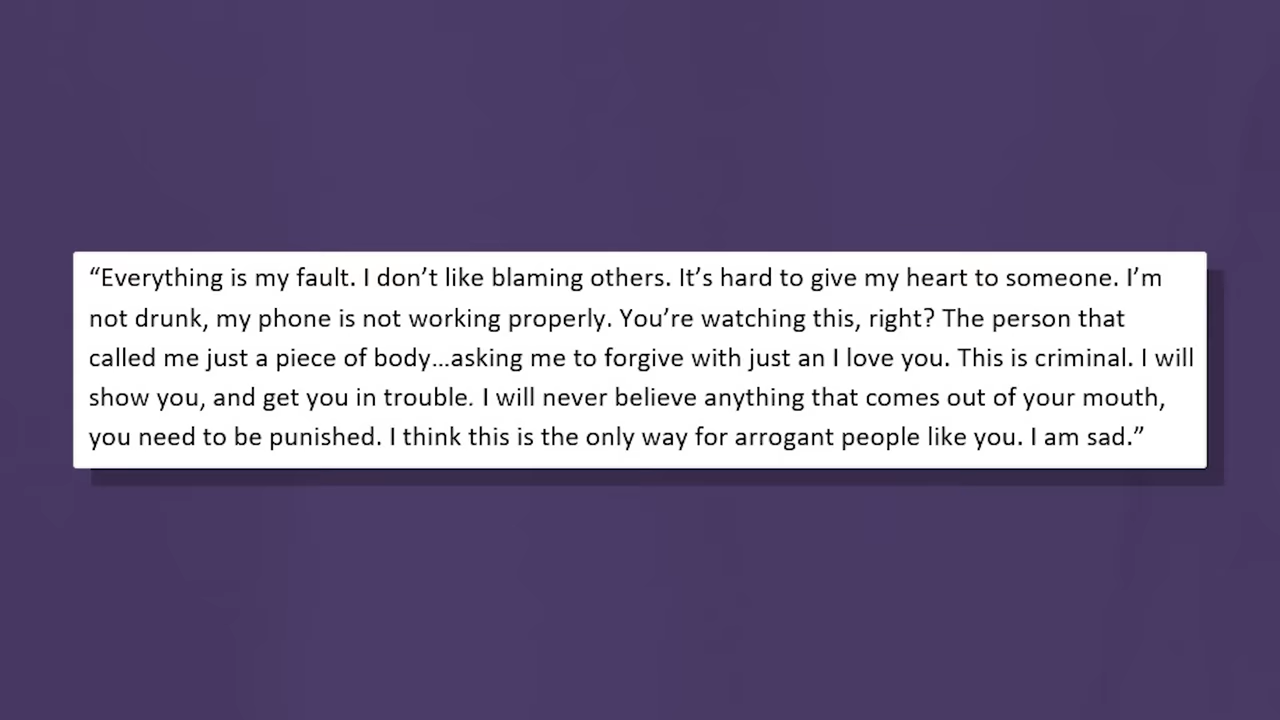 “Everything is my fault. I don’t like blaming others. It’s hard to give my heart to someone. I’m
not drunk, my phone is not working properly. You’re watching this, right? The person that
called me just a piece of body...asking me to forgive with just an I love you. This is criminal. I will
show you, and get you in trouble. I will never believe anything that comes out of your mouth,
you need to be punished. I think this is the only way for arrogant people like you. I am sad.”